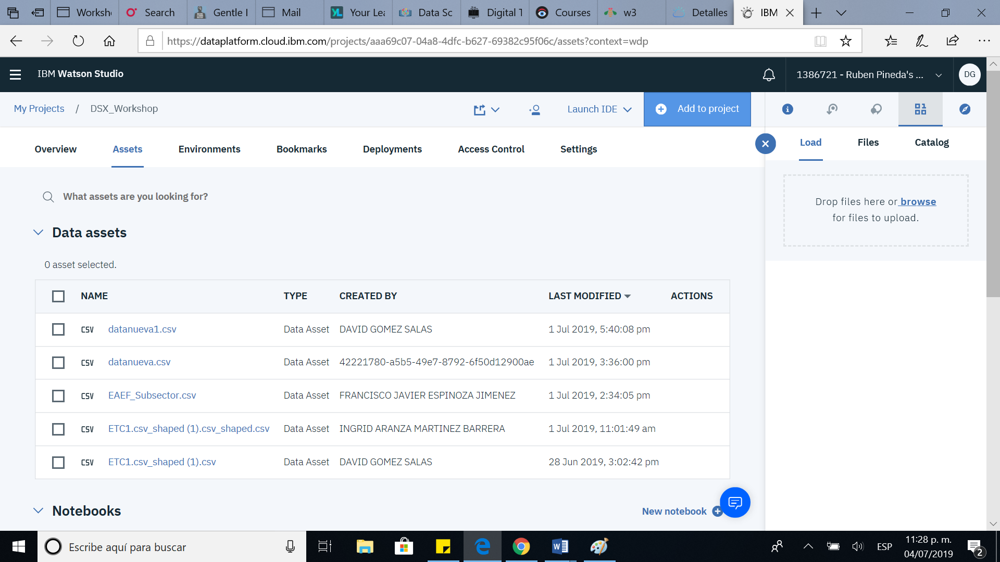 Worksh
Search
Gentle I
Mail
Your Lea
Data Sc
Digital T
Courses
w3
Detalles
IBM
https://dataplatform.cloud.ibm.com/projects/aaa69c07-04a8-4dfc-b627-69382c95f06c/assets?context=wdp
IBM Watson Studio
1386721 - Ruben Pineda's ...
DG
My Projects / DSX_Workshop
Launch IDE
Add to project
Overview
Assets
Environments
Bookmarks
Deployments
Access Control
Settings
Load
Files
Catalog
Drop files here or browse
for files to upload.
What assets are you looking for?
Data assets
0 asset selected.
NAME TYPE CREATED BY LAST MODIFIED ACTIONS
CSV datanueva1.csv Data Asset DAVID GOMEZ SALAS 1 Jul 2019, 5:40:08 pm
CSV datanueva.csv Data Asset 42221780-a5b5-49e7-8792-6f50d12900ae 1 Jul 2019, 3:36:00 pm
CSV EAEF_Subsector.csv Data Asset FRANCISCO JAVIER ESPINOZA JIMENEZ 1 Jul 2019, 2:34:05 pm
CSV ETC1.csv_shaped (1).csv_shaped.csv Data Asset INGRID ARANZA MARTINEZ BARRERA 1 Jul 2019, 11:01:49 am
CSV ETC1.csv_shaped (1).csv Data Asset DAVID GOMEZ SALAS 28 Jun 2019, 3:02:42 pm
Notebooks
New notebook
Escribe aquí para buscar
ESP
11:28 p. m.
04/07/2019
2